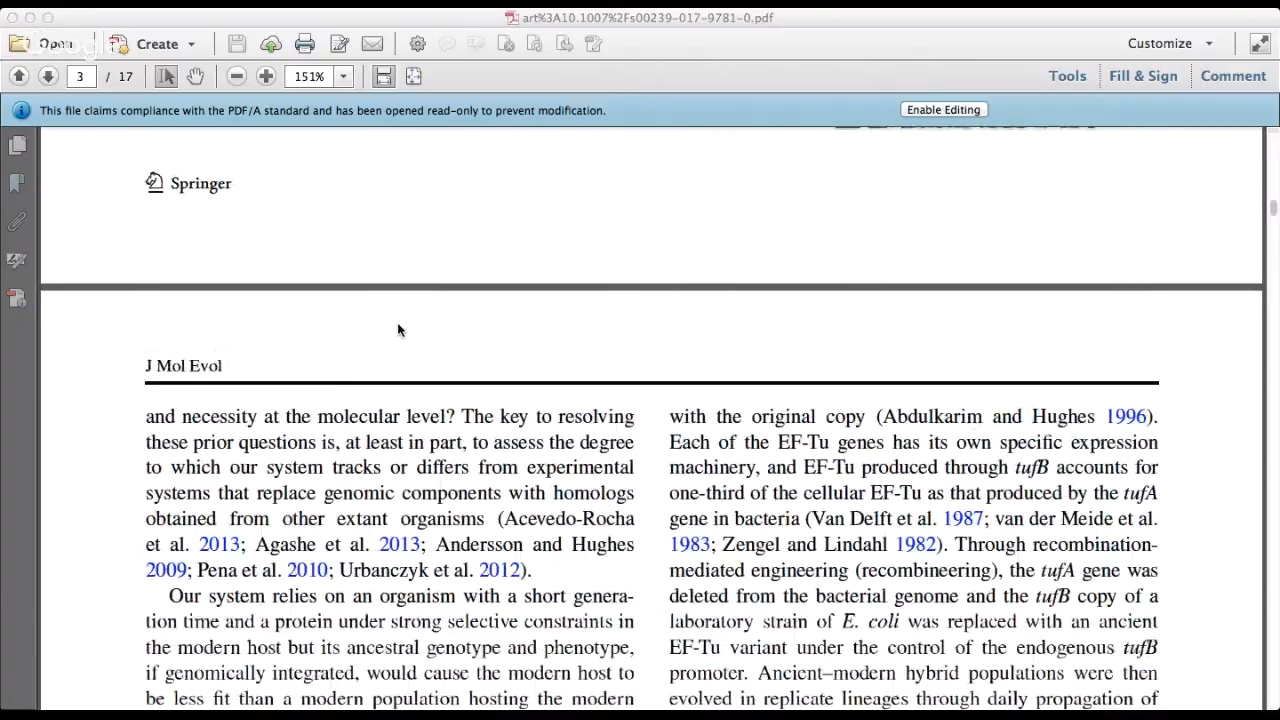 art%3A10.1007%2Fs00239-017-9781-0.pdf
Open
Create
Customize
3 / 17
151%
Tools
Fill & Sign
Comment
This file claims compliance with the PDF/A standard and has been opened read-only to prevent modification.
Enable Editing
Springer
J Mol Evol
and necessity at the molecular level? The key to resolving
these prior questions is, at least in part, to assess the degree
to which our system tracks or differs from experimental
systems that replace genomic components with homologs
obtained from other extant organisms (Acevedo-Rocha
et al. 2013; Agashe et al. 2013; Andersson and Hughes
2009; Pena et al. 2010; Urbanczyk et al. 2012).
Our system relies on an organism with a short genera-
tion time and a protein under strong selective constraints in
the modern host but its ancestral genotype and phenotype,
if genomically integrated, would cause the modern host to
be less fit than a modern population hosting the modern
with the original copy (Abdulkarim and Hughes 1996).
Each of the EF-Tu genes has its own specific expression
machinery, and EF-Tu produced through tufB accounts for
one-third of the cellular EF-Tu as that produced by the tufA
gene in bacteria (Van Delft et al. 1987; van der Meide et al.
1983; Zengel and Lindahl 1982). Through recombination-
mediated engineering (recombineering), the tufA gene was
deleted from the bacterial genome and the tufB copy of a
laboratory strain of E. coli was replaced with an ancient
EF-Tu variant under the control of the endogenous tufB
promoter. Ancient–modern hybrid populations were then
evolved in replicate lineages through daily propagation of